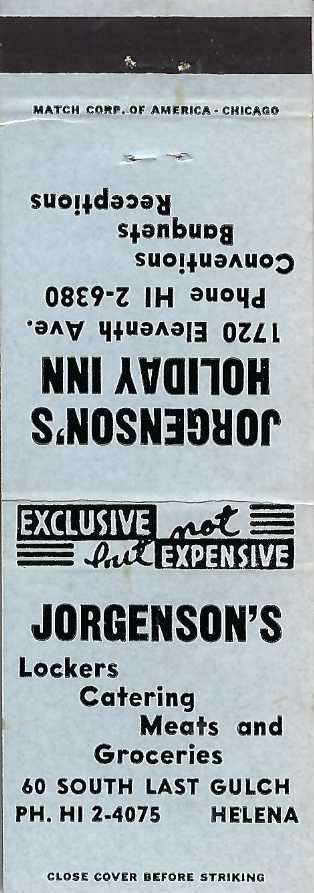 MATCH CORP. OF AMERICA - CHICAGO
JORGENSON'S
HOLIDAY INN
1720 Eleventh Ave.
Phone HI 2-6380
Conventions
Banquets
Receptions
EXCLUSIVE not
but EXPENSIVE
JORGENSON'S
Lockers
Catering
Meats and
Groceries
60 SOUTH LAST GULCH
PH. HI 2-4075 HELENA
CLOSE COVER BEFORE STRIKING